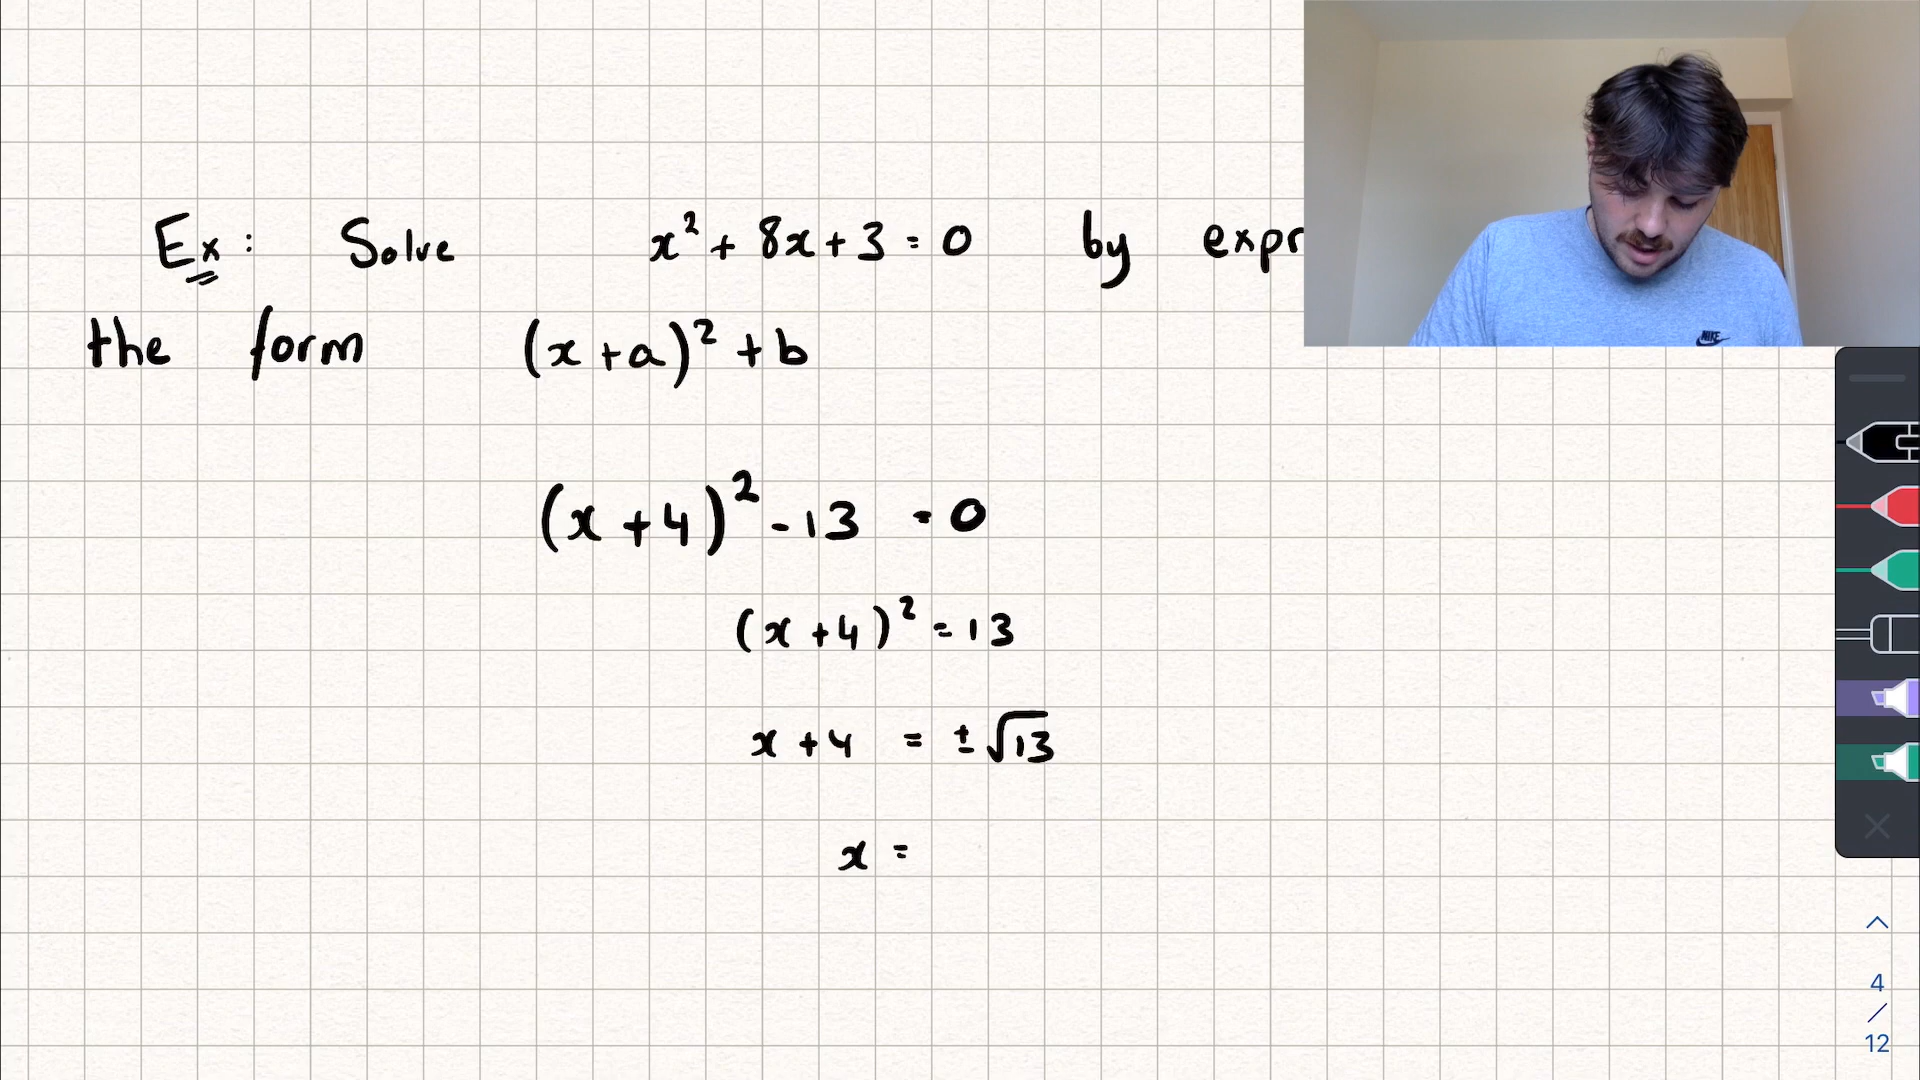 Ex: Solve x² + 8x + 3 = 0 by expr
the form (x + a)² + b
(x + 4)² - 13 = 0
(x + 4)² = 13
x + 4 = ± √13
x =
NIKE
4
/
12